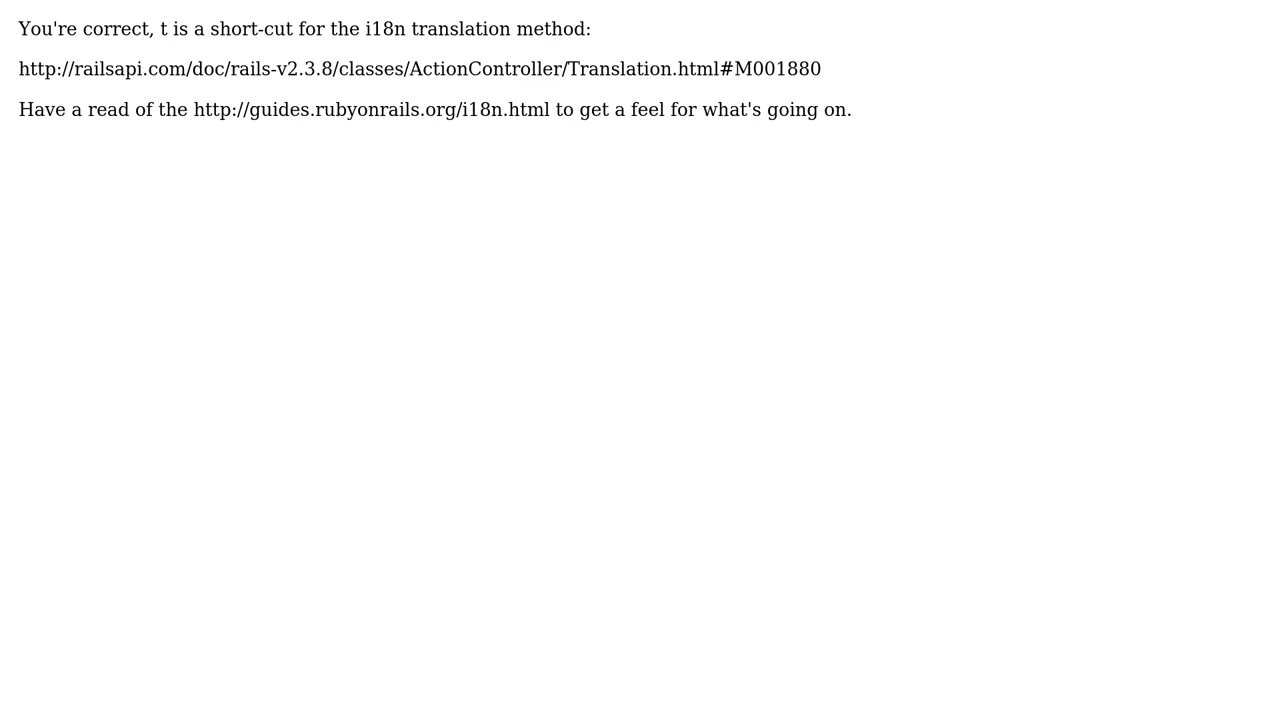 You're correct, t is a short-cut for the i18n translation method:
http://railsapi.com/doc/rails-v2.3.8/classes/ActionController/Translation.html#M001880
Have a read of the http://guides.rubyonrails.org/i18n.html to get a feel for what's going on.